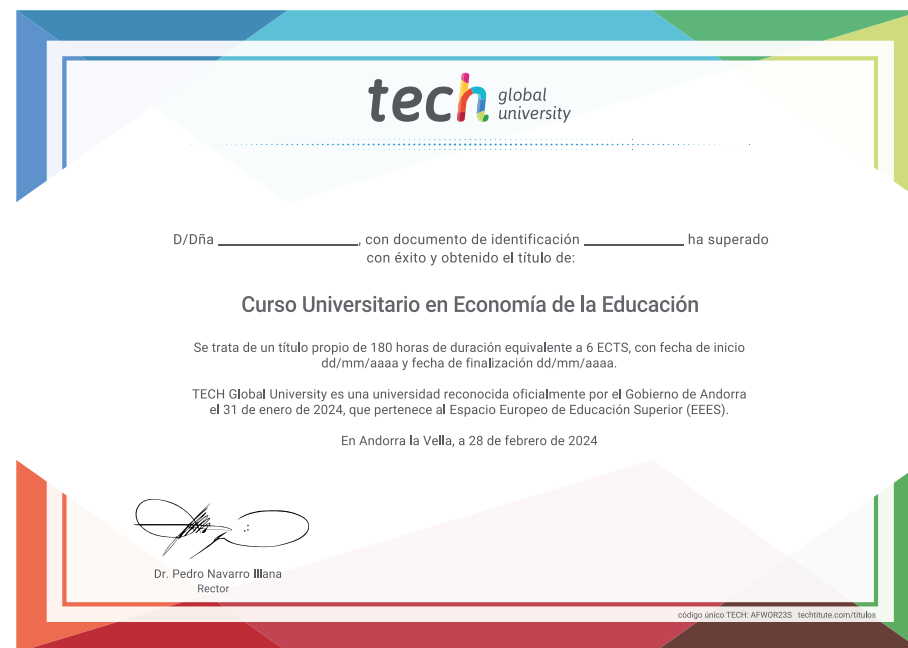 tech global
university
D/Dña , con documento de identificación ha superado
con éxito y obtenido el título de:
Curso Universitario en Economía de la Educación
Se trata de un título propio de 180 horas de duración equivalente a 6 ECTS, con fecha de inicio
dd/mm/aaaa y fecha de finalización dd/mm/aaaa.
TECH Global University es una universidad reconocida oficialmente por el Gobierno de Andorra
el 31 de enero de 2024, que pertenece al Espacio Europeo de Educación Superior (EEES).
En Andorra la Vella, a 28 de febrero de 2024
Dr. Pedro Navarro Illana
Rector
código único TECH: AFWOR23S techtitute.com/titulos